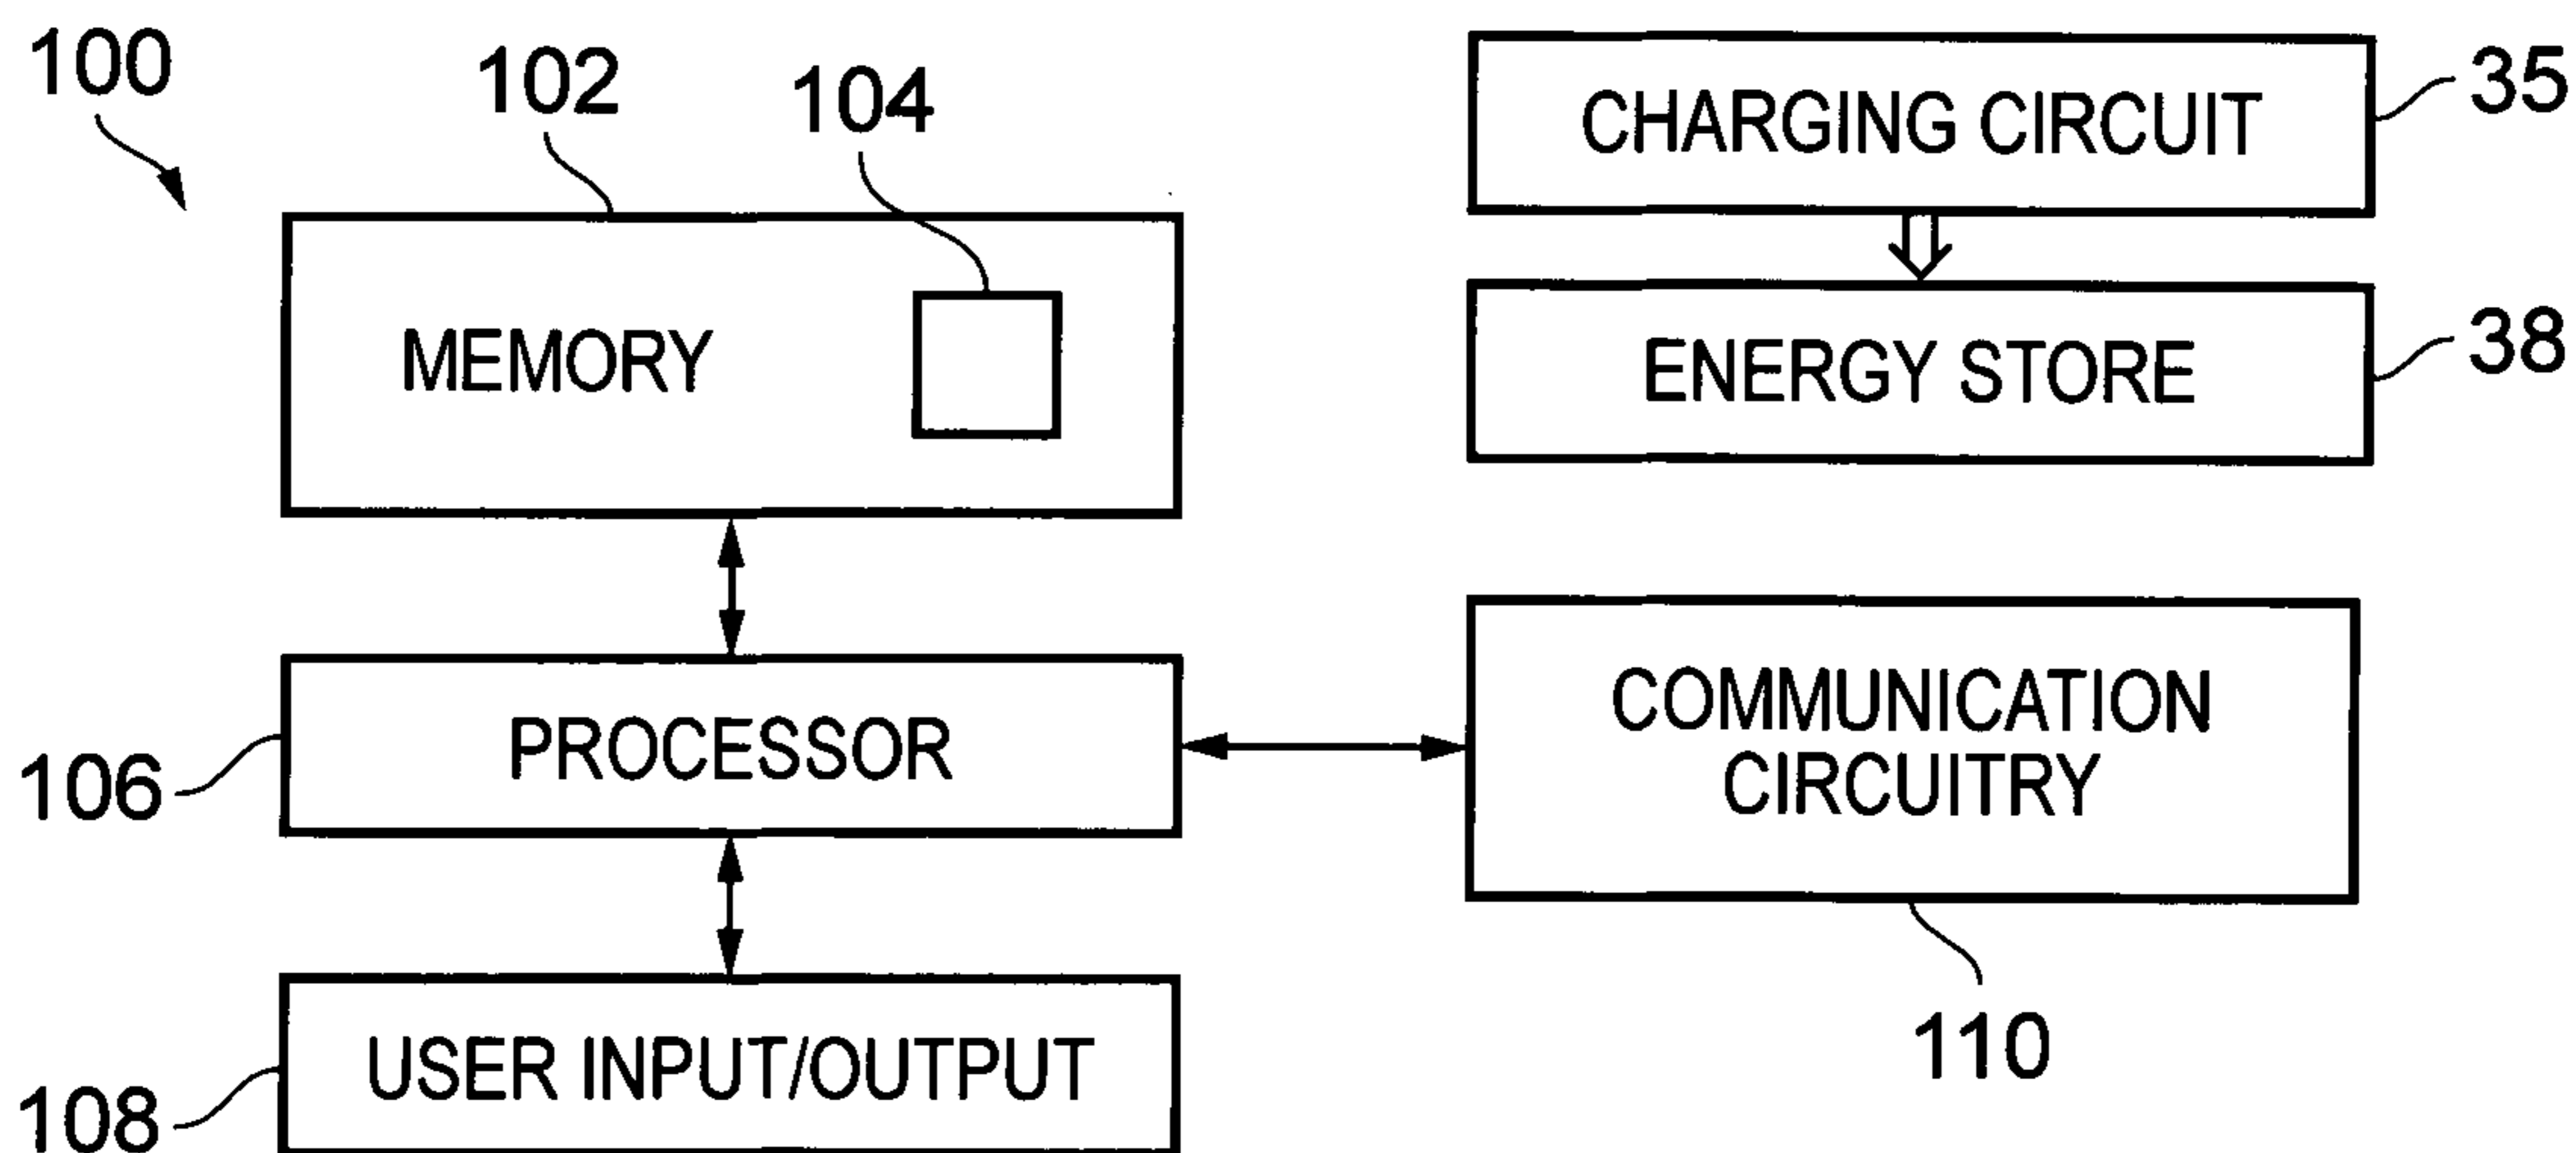 100
102
104
CHARGING CIRCUIT
35
MEMORY
ENERGY STORE
38
PROCESSOR
106
COMMUNICATION
CIRCUITRY
USER INPUT/OUTPUT
108
110